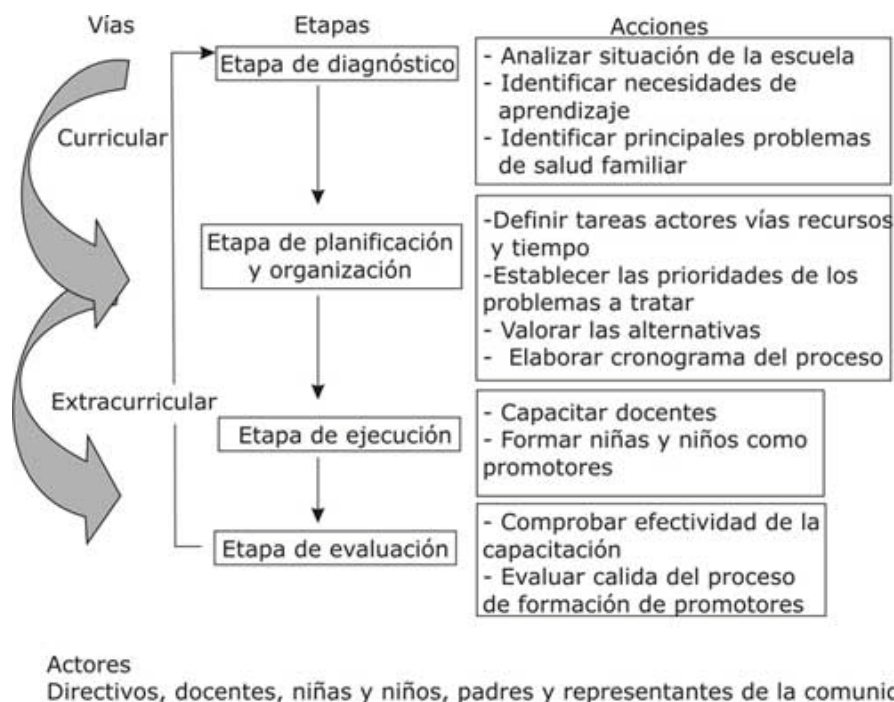 Vías
Etapas
Acciones
Curricular
Extracurricular
Etapa de diagnóstico
- Analizar situación de la escuela
- Identificar necesidades de
aprendizaje
- Identificar principales problemas
de salud familiar
Etapa de planificación
y organización
-Definir tareas actores vías recursos
y tiempo
-Establecer las prioridades de los
problemas a tratar
- Valorar las alternativas
- Elaborar cronograma del proceso
Etapa de ejecución
- Capacitar docentes
- Formar niñas y niños como
promotores
Etapa de evaluación
- Comprobar efectividad de la
capacitación
- Evaluar calida del proceso
de formación de promotores
Actores
Directivos, docentes, niñas y niños, padres y representantes de la